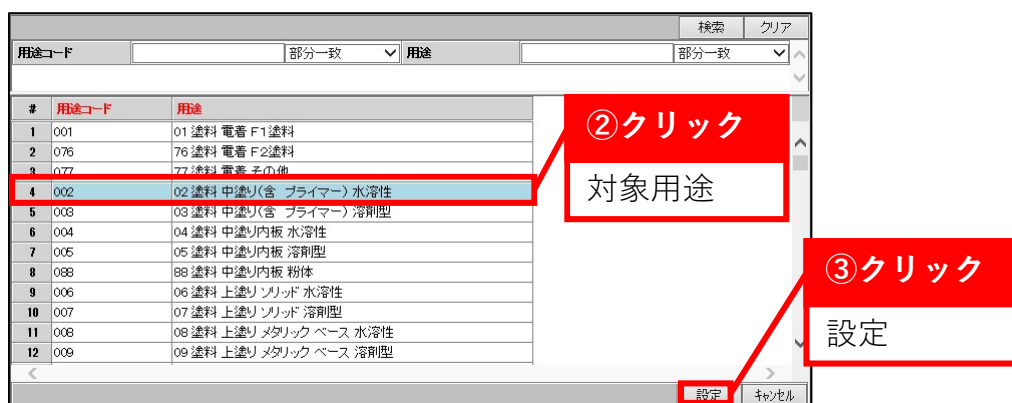 検索 クリア
用途コード 部分一致 用途 部分一致
# 用途コード 用途
1 001 01 塗料 電着 F1塗料
2 076 76 塗料 電着 F2塗料
3 077 77 塗料 電着 その他
4 002 02 塗料 中塗り(含 プライマー) 水溶性
5 003 03 塗料 中塗り(含 プライマー) 溶剤型
6 004 04 塗料 中塗り内板 水溶性
7 005 05 塗料 中塗り内板 溶剤型
8 088 88 塗料 中塗り内板 粉体
9 006 06 塗料 上塗り ソリッド 水溶性
10 007 07 塗料 上塗り ソリッド 溶剤型
11 008 08 塗料 上塗り メタリック ベース 水溶性
12 009 09 塗料 上塗り メタリック ベース 溶剤型
②クリック
対象用途
③クリック
設定
設定 キャンセル